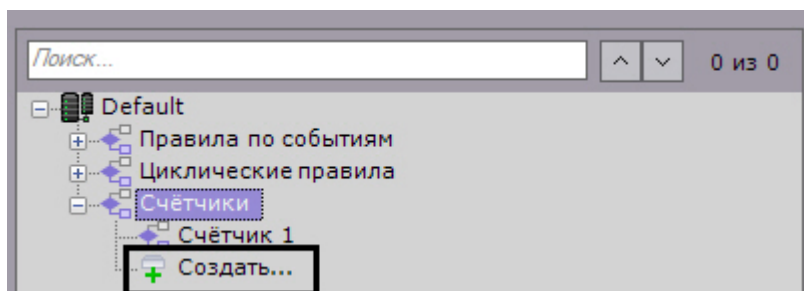 Поиск...
0 из 0
Default
Правила по событиям
Циклические правила
Счётчики
Счётчик 1
Создать...